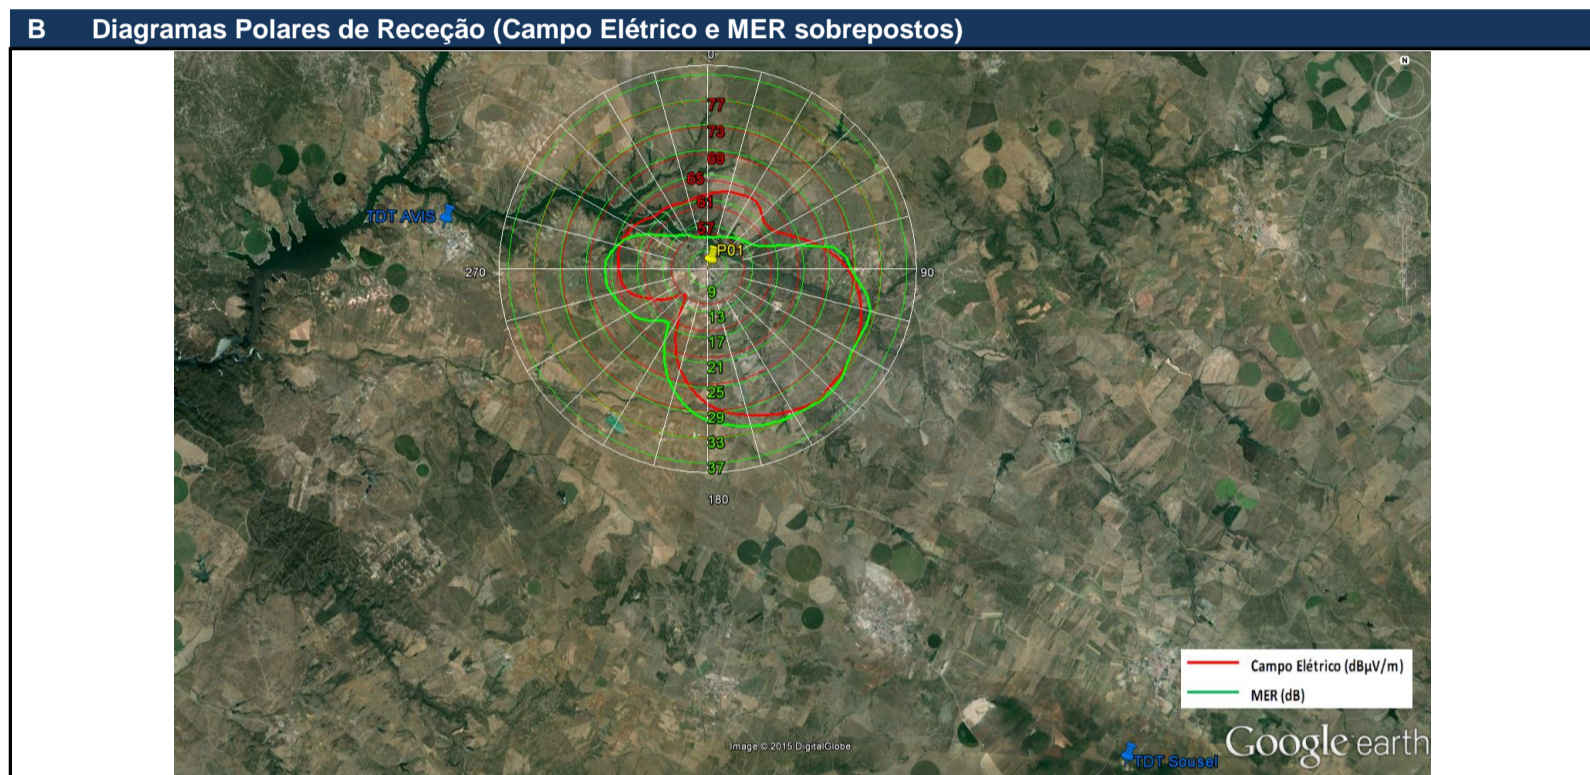 B Diagramas Polares de Receção (Campo Elétrico e MER sobrepostos)
0
N
77
73
69
65
61
57
TDT AVIS
P01
270
90
9
13
17
21
25
29
33
37
180
Campo Elétrico (dBµV/m)
MER (dB)
Image © 2015 DigitalGlobe
Google earth
TDT Sousel